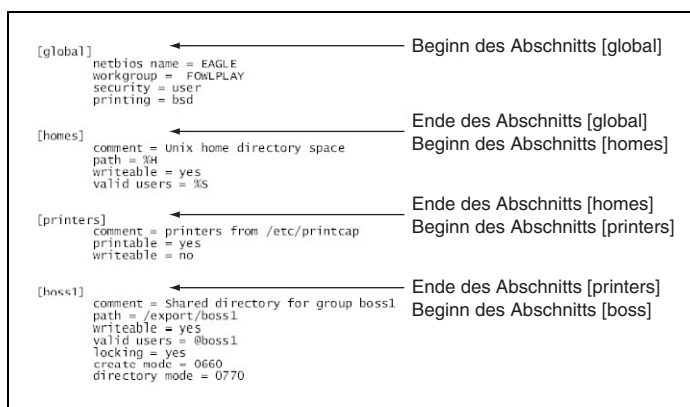 [global]
netbios name = EAGLE
workgroup = FOWLPLAY
security = user
printing = bsd
Beginn des Abschnitts [global]
[homes]
comment = Unix home directory space
path = %H
writeable = yes
valid users = %S
Ende des Abschnitts [global]
Beginn des Abschnitts [homes]
[printers]
comment = printers from /etc/printcap
printable = yes
writeable = no
Ende des Abschnitts [homes]
Beginn des Abschnitts [printers]
[boss1]
comment = Shared directory for group boss1
path = /export/boss1
writeable = yes
valid users = @boss1
locking = yes
create mode = 0660
directory mode = 0770
Ende des Abschnitts [printers]
Beginn des Abschnitts [boss]